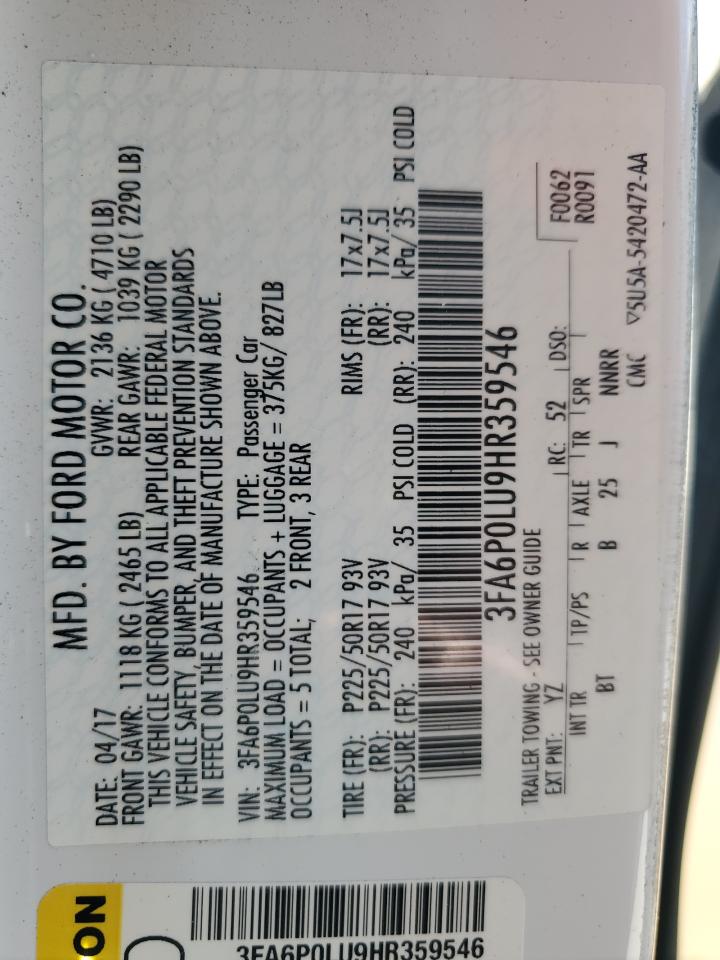 MFD. BY FORD MOTOR CO.
DATE: 04/17 GVWR: 2136 KG ( 4710 LB)
FRONT GAWR: 1118 KG ( 2465 LB) REAR GAWR: 1039 KG ( 2290 LB)
THIS VEHICLE CONFORMS TO ALL APPLICABLE FEDERAL MOTOR
VEHICLE SAFETY, BUMPER, AND THEFT PREVENTION STANDARDS
IN EFFECT ON THE DATE OF MANUFACTURE SHOWN ABOVE.
VIN: 3FA6P0LU9HR359546 TYPE: Passenger Car
MAXIMUM LOAD = OCCUPANTS + LUGGAGE = 375KG/ 827LB
OCCUPANTS = 5 TOTAL; 2 FRONT, 3 REAR
TIRE (FR): P225/50R17 93V RIMS (FR): 17x7.5J
(RR): P225/50R17 93V (RR): 17x7.5J
PRESSURE (FR): 240 kPa/ 35 PSI COLD (RR): 240 kPa/ 35 PSI COLD
3FA6P0LU9HR359546
TRAILER TOWING - SEE OWNER GUIDE
F0062
R0091
EXT PNT: YZ RC: 52 DSO:
INT TR TP/PS R AXLE TR SPR
BT B 25 J NNRR
CMC ▽5U5A-5420472-AA
ON
3FA6P0LU9HR359546